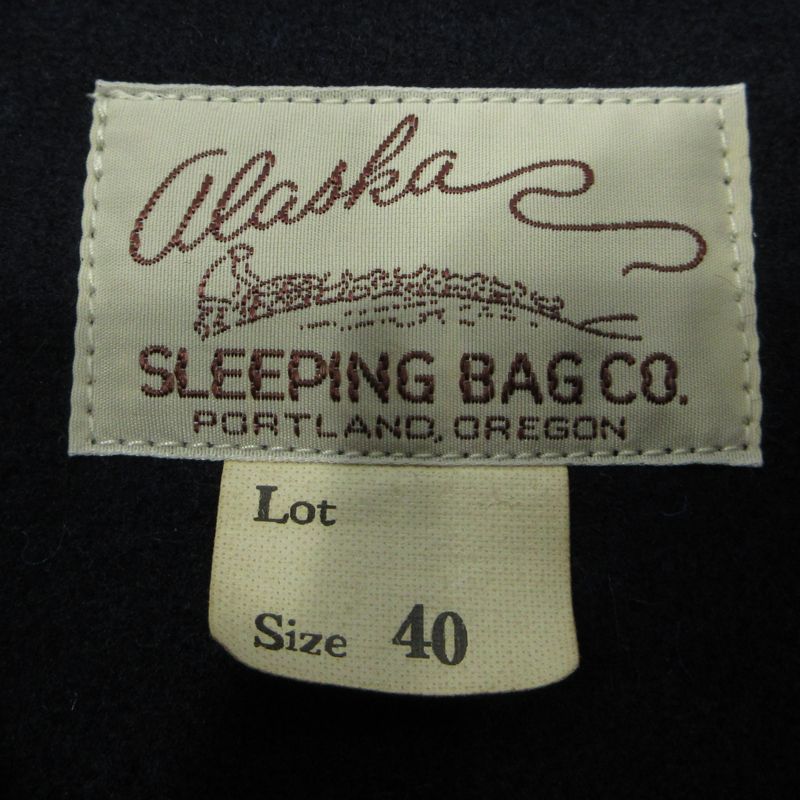 Alaska
SLEEPING BAG CO.
PORTLAND, OREGON
Lot
Size 40